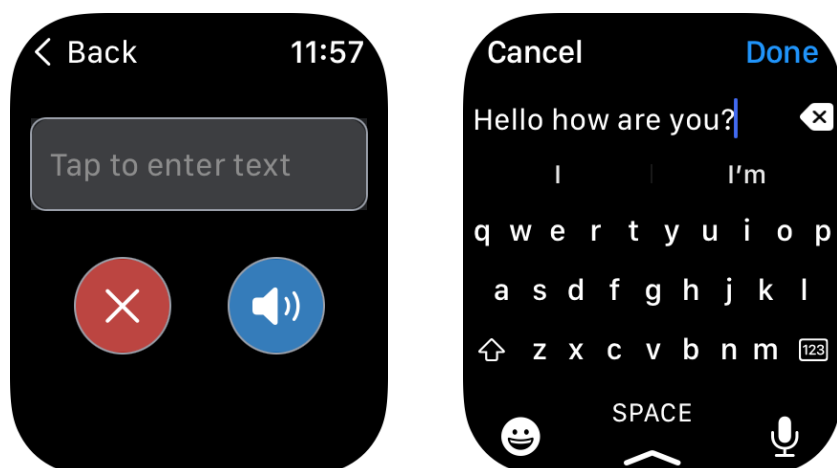 Back 11:57
Tap to enter text
Cancel Done
Hello how are you?
I I'm
q w e r t y u i o p
a s d f g h j k l
z x c v b n m 123
SPACE